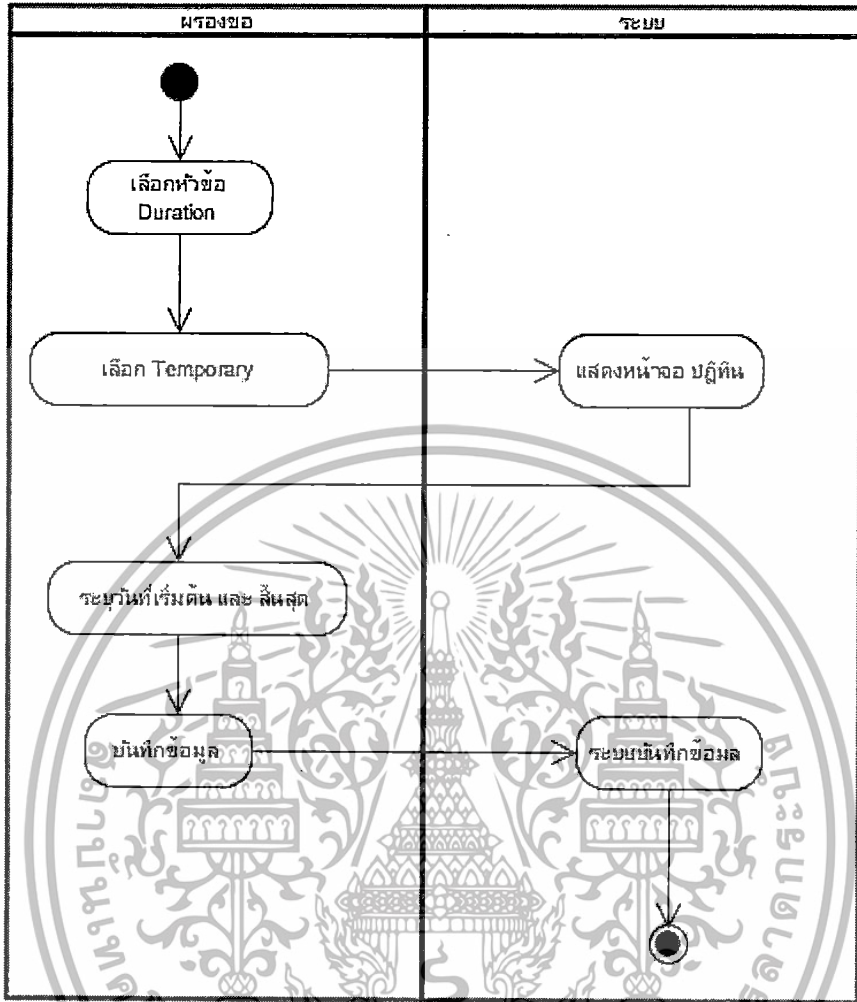 ผรองขอ
ระบบ
เลือกหัวข้อ
Duration
เลือก Temporary
แสดงหน้าจอ ปฏิทิน
ระบุวันที่เริ่มต้น และ สิ้นสุด
บันทึกข้อมูล
ระบบบันทึกข้อมล